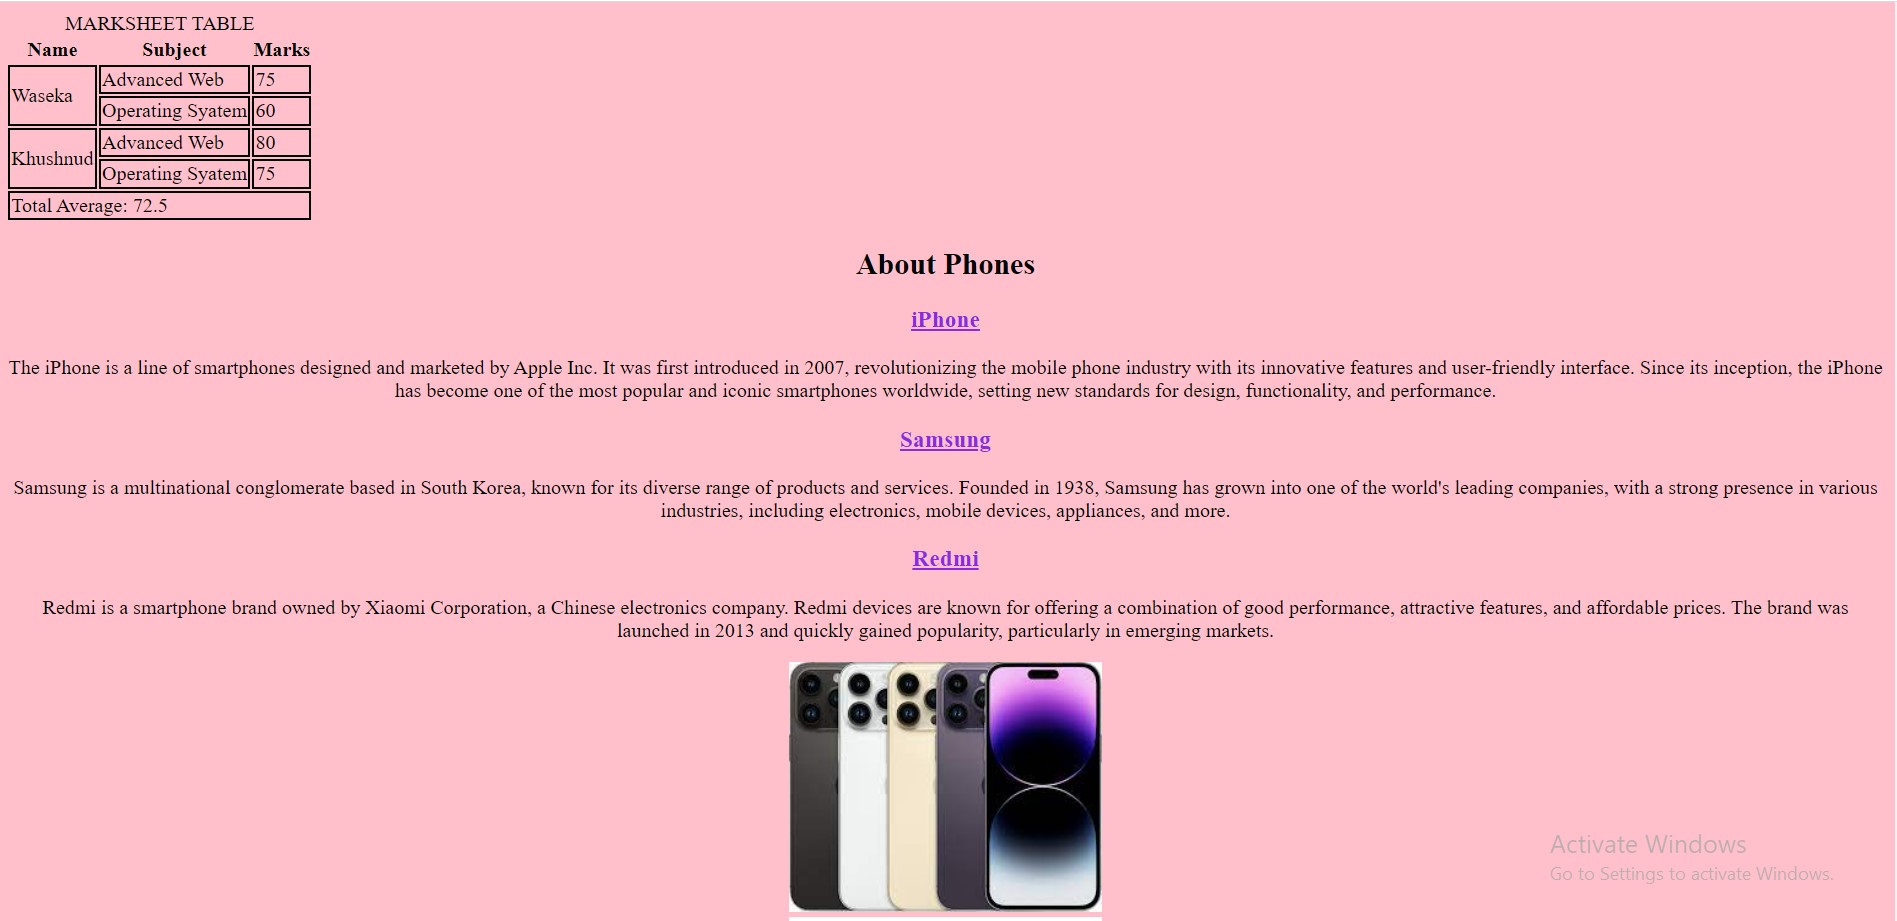 MARKSHEET TABLE
Name Subject Marks
Waseka Advanced Web 75
Operating Syatem 60
Khushnud Advanced Web 80
Operating Syatem 75
Total Average: 72.5
About Phones
iPhone
The iPhone is a line of smartphones designed and marketed by Apple Inc. It was first introduced in 2007, revolutionizing the mobile phone industry with its innovative features and user-friendly interface. Since its inception, the iPhone
has become one of the most popular and iconic smartphones worldwide, setting new standards for design, functionality, and performance.
Samsung
Samsung is a multinational conglomerate based in South Korea, known for its diverse range of products and services. Founded in 1938, Samsung has grown into one of the world's leading companies, with a strong presence in various
industries, including electronics, mobile devices, appliances, and more.
Redmi
Redmi is a smartphone brand owned by Xiaomi Corporation, a Chinese electronics company. Redmi devices are known for offering a combination of good performance, attractive features, and affordable prices. The brand was
launched in 2013 and quickly gained popularity, particularly in emerging markets.
Activate Windows
Go to Settings to activate Windows.